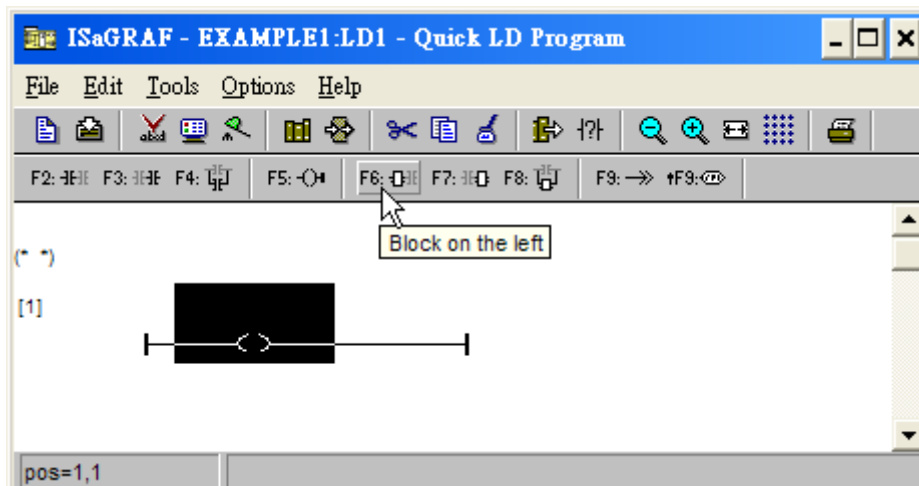 ISaGRAF - EXAMPLE1:LD1 - Quick LD Program
File Edit Tools Options Help
F2: F3: F4: F5: F6: F7: F8: F9: F9:
Block on the left
(* *)
[1]
pos=1,1